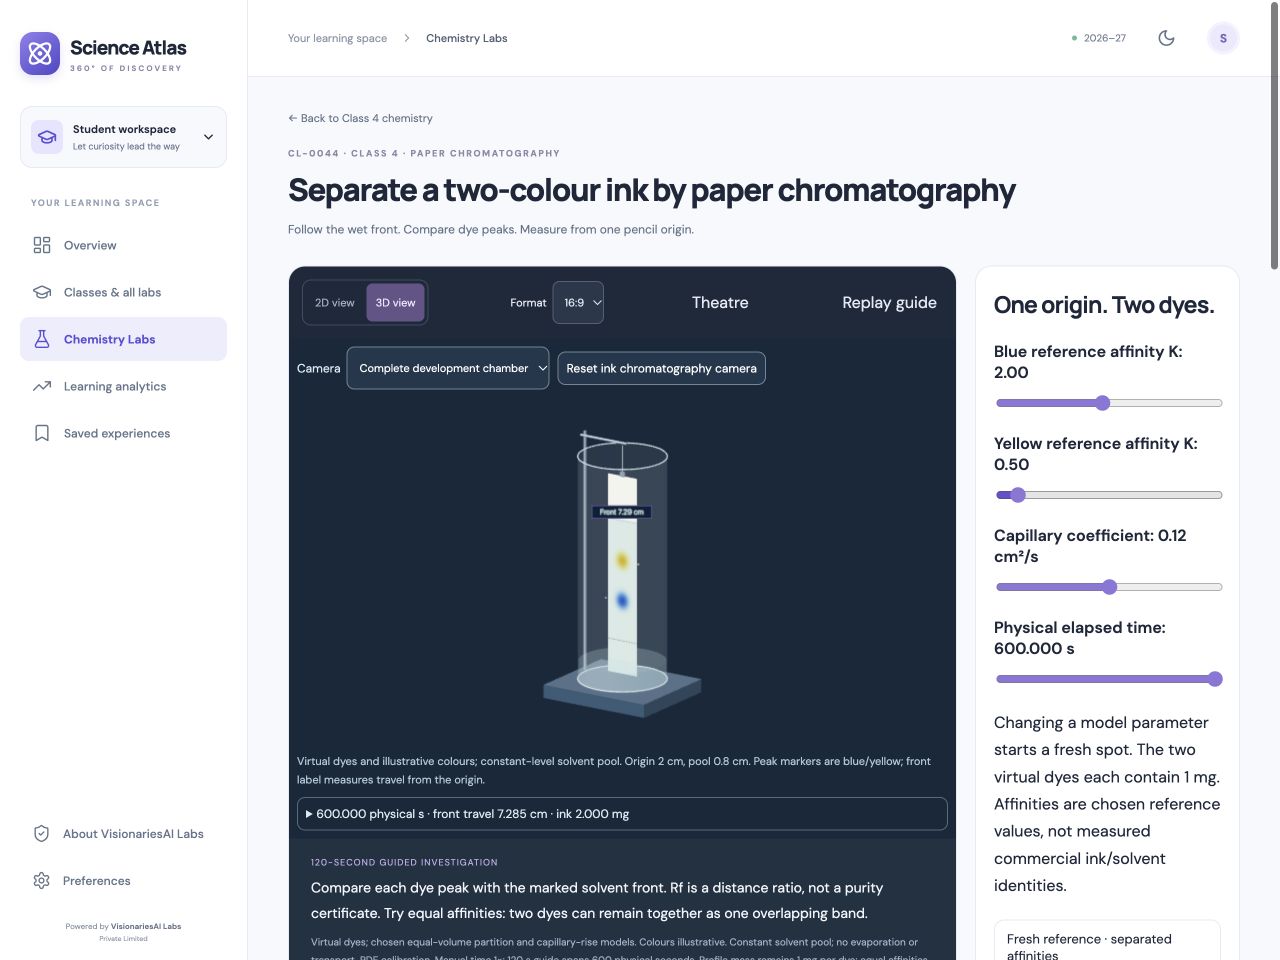 Science Atlas
360° OF DISCOVERY
Student workspace
Let curiosity lead the way
YOUR LEARNING SPACE
Overview
Classes & all labs
Chemistry Labs
Learning analytics
Saved experiences
About VisionariesAI Labs
Preferences
Powered by VisionariesAI Labs
Private Limited
Your learning space > Chemistry Labs
2026–27
S
← Back to Class 4 chemistry
CL-0044 · CLASS 4 · PAPER CHROMATOGRAPHY
Separate a two-colour ink by paper chromatography
Follow the wet front. Compare dye peaks. Measure from one pencil origin.
2D view
3D view
Format
16:9
Theatre
Replay guide
Camera
Complete development chamber
Reset ink chromatography camera
Front 7.29 cm
Virtual dyes and illustrative colours; constant-level solvent pool. Origin 2 cm, pool 0.8 cm. Peak markers are blue/yellow; front
label measures travel from the origin.
▶ 600.000 physical s · front travel 7.285 cm · ink 2.000 mg
120-SECOND GUIDED INVESTIGATION
Compare each dye peak with the marked solvent front. Rf is a distance ratio, not a purity
certificate. Try equal affinities: two dyes can remain together as one overlapping band.
Virtual dyes; chosen equal-volume partition and capillary-rise models. Colours illustrative. Constant solvent pool; no evaporation or
One origin. Two dyes.
Blue reference affinity K:
2.00
Yellow reference affinity K:
0.50
Capillary coefficient: 0.12
cm²/s
Physical elapsed time:
600.000 s
Changing a model parameter
starts a fresh spot. The two
virtual dyes each contain 1 mg.
Affinities are chosen reference
values, not measured
commercial ink/solvent
identities.
Fresh reference · separated
affinities